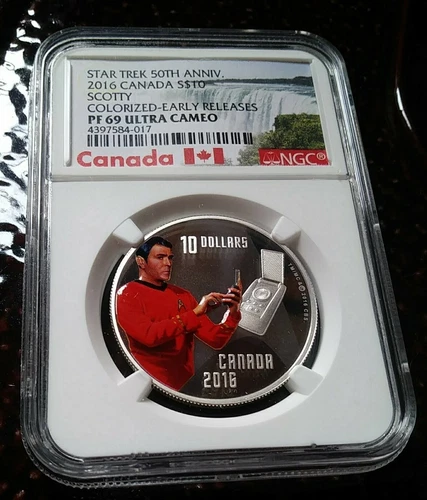 STAR TREK 50TH ANNIV.
2016 CANADA S$10
SCOTTY
COLORIZED-EARLY RELEASES
PF 69 ULTRA CAMEO
4397584-017
Canada NGC®
10 DOLLARS
CANADA
2016